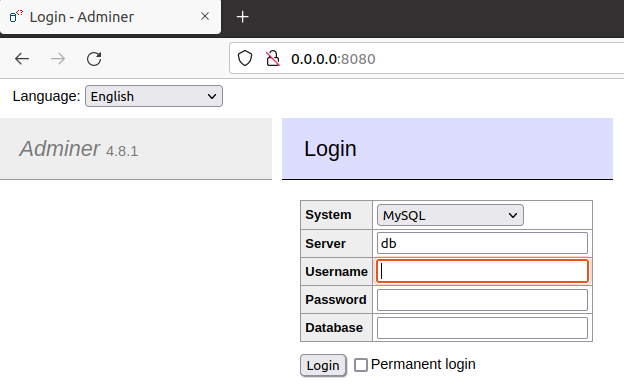 Login - Adminer
0.0.0.0:8080
Language: English
Adminer 4.8.1
Login
System MySQL
Server db
Username
Password
Database
Login Permanent login